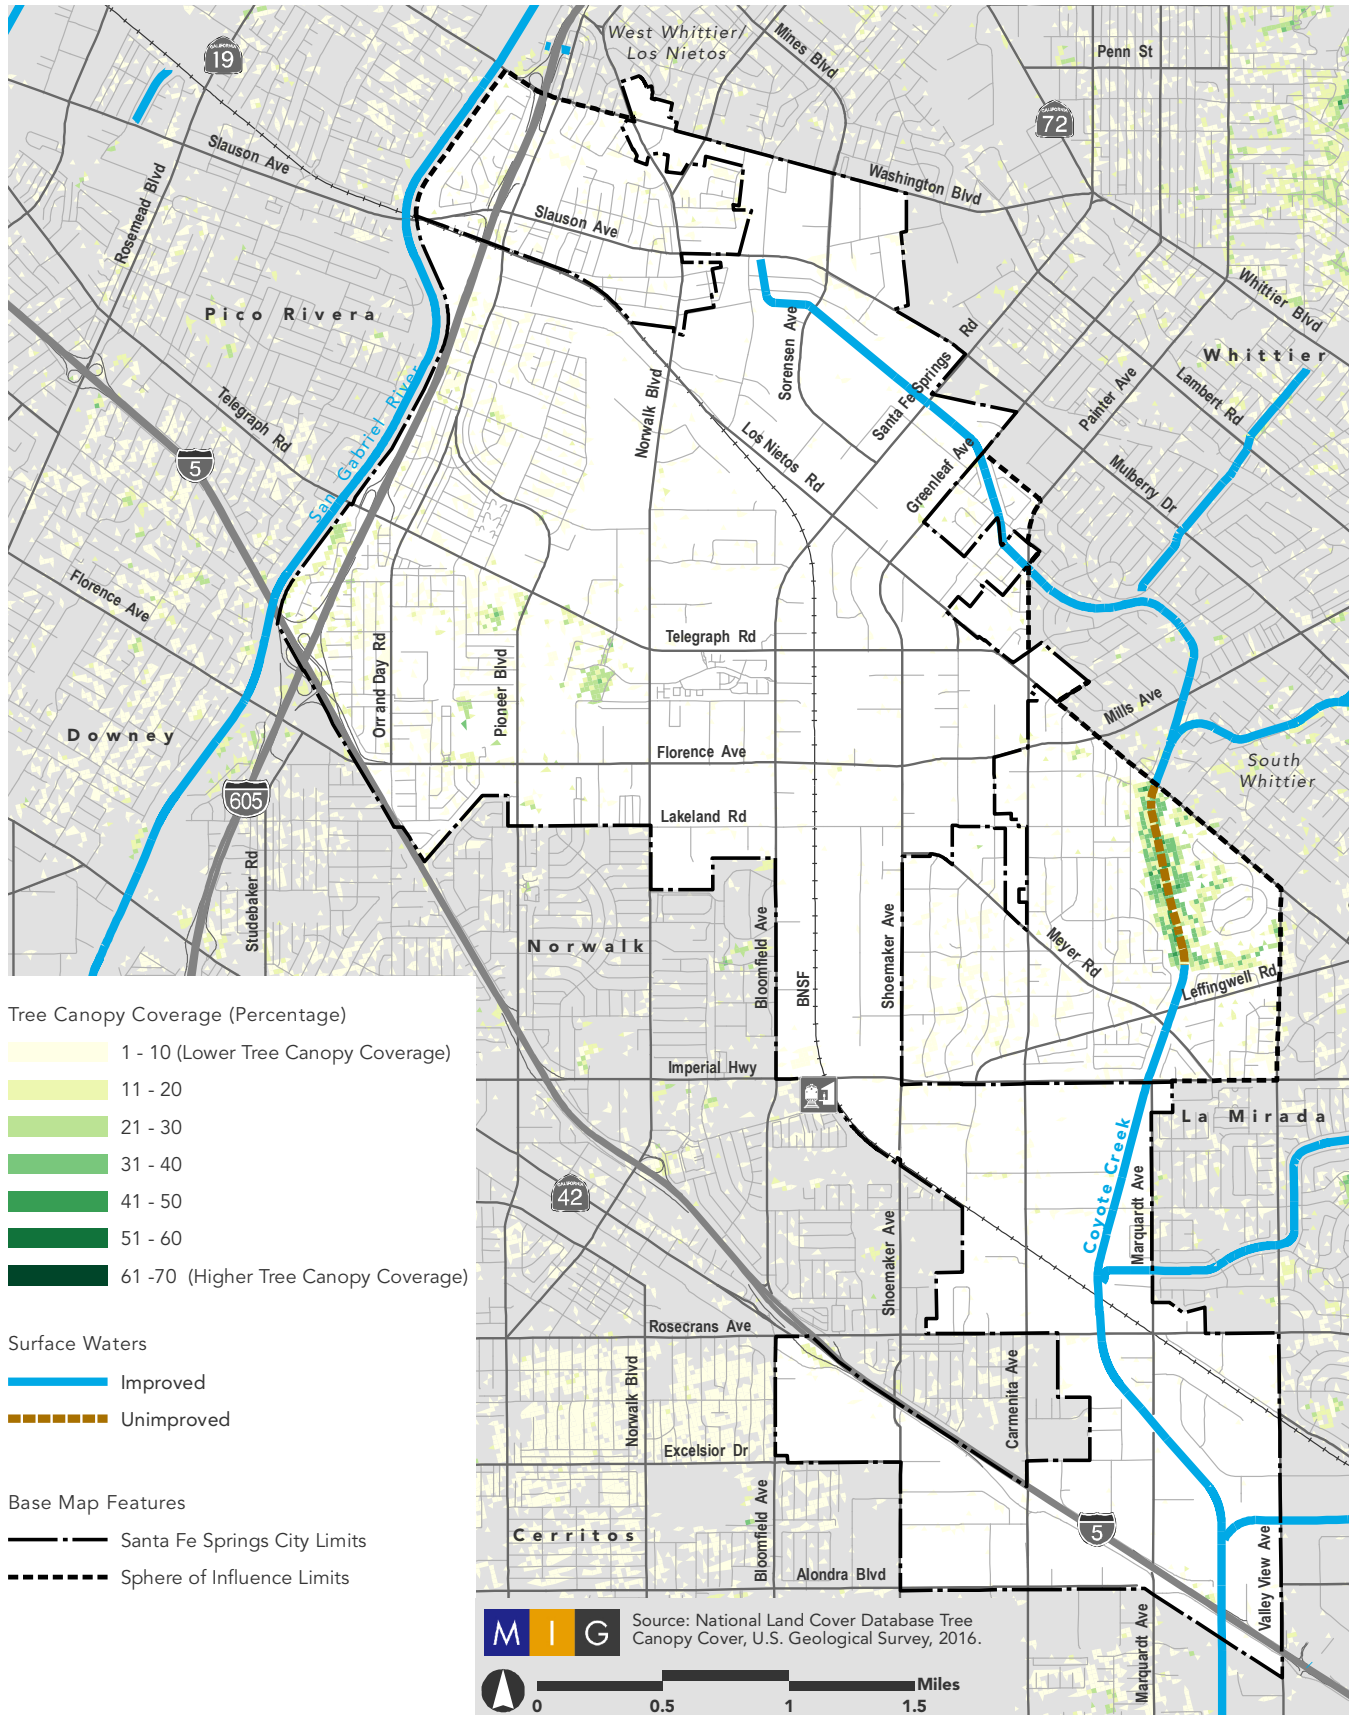 West Whittier/
Los Nietos
Mines Blvd
Penn St
CALIFORNIA
19
CALIFORNIA
72
Slauson Ave
Rosemead Blvd
Washington Blvd
Slauson Ave
Whittier Blvd
Pico Rivera
Whittier
Sorensen Ave
Santa Fe Springs Rd
Painter Ave
Lambert Rd
Telegraph Rd
San Gabriel River
Norwalk Blvd
Los Nietos Rd
Greenleaf Ave
Mulberry Dr
5
Florence Ave
Telegraph Rd
Orr and Day Rd
Pioneer Blvd
Mills Ave
Downey
Florence Ave
South
Whittier
605
Lakeland Rd
Studebaker Rd
Norwalk
Bloomfield Ave
BNSF
Shoemaker Ave
Meyer Rd
Leffingwell Rd
Imperial Hwy
La Mirada
Coyote Creek
Marquardt Ave
CALIFORNIA
42
Shoemaker Ave
Rosecrans Ave
Norwalk Blvd
Carmenita Ave
Excelsior Dr
Cerritos
Bloomfield Ave
5
Alondra Blvd
Valley View Ave
Marquardt Ave
Tree Canopy Coverage (Percentage)
1 - 10 (Lower Tree Canopy Coverage)
11 - 20
21 - 30
31 - 40
41 - 50
51 - 60
61 -70 (Higher Tree Canopy Coverage)
Surface Waters
Improved
Unimproved
Base Map Features
Santa Fe Springs City Limits
Sphere of Influence Limits
M I G
Source: National Land Cover Database Tree
Canopy Cover, U.S. Geological Survey, 2016.
Miles
0 0.5 1 1.5